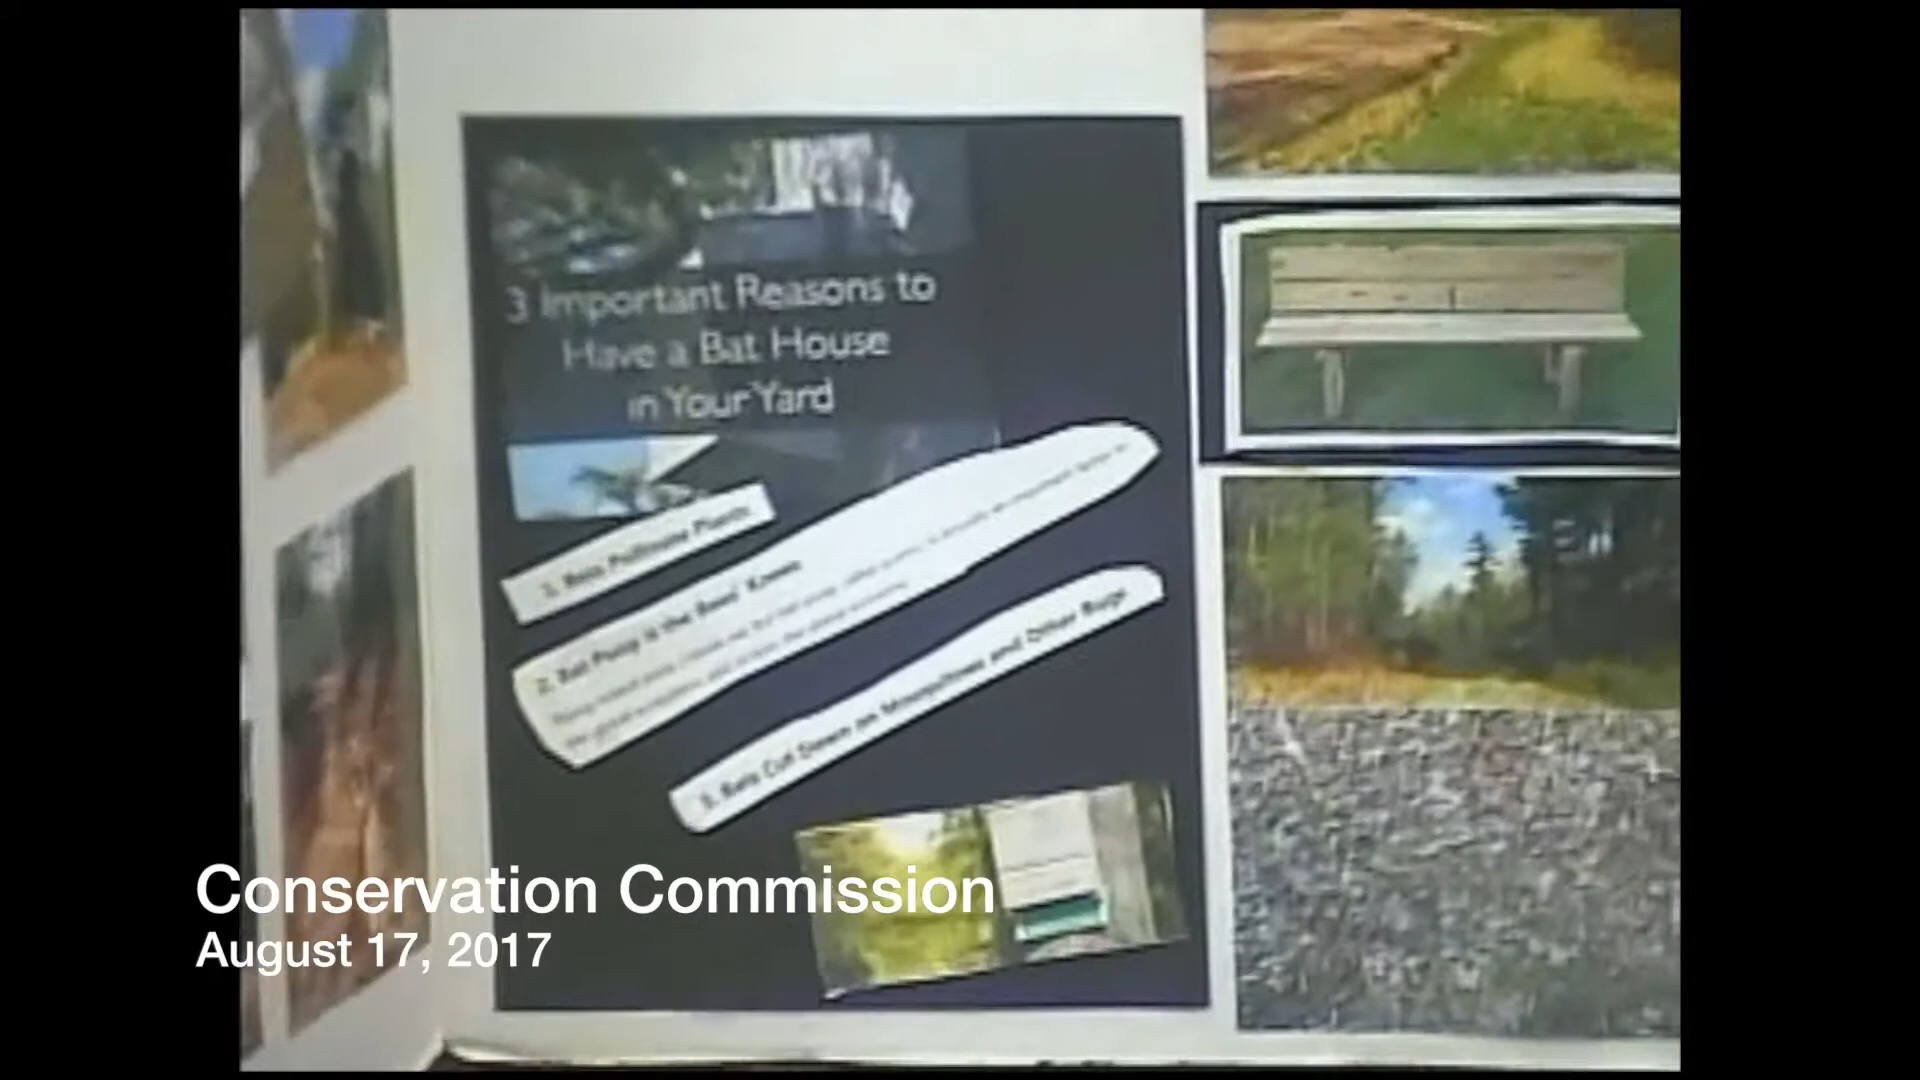 3 Important Reasons to
Have a Bat House
in Your Yard
1. Bats Pollinate Plants
2. Bat Poop is the Bees' Knees
3. Bats Cut Down on Mosquitoes and Other Bugs
Conservation Commission
August 17, 2017